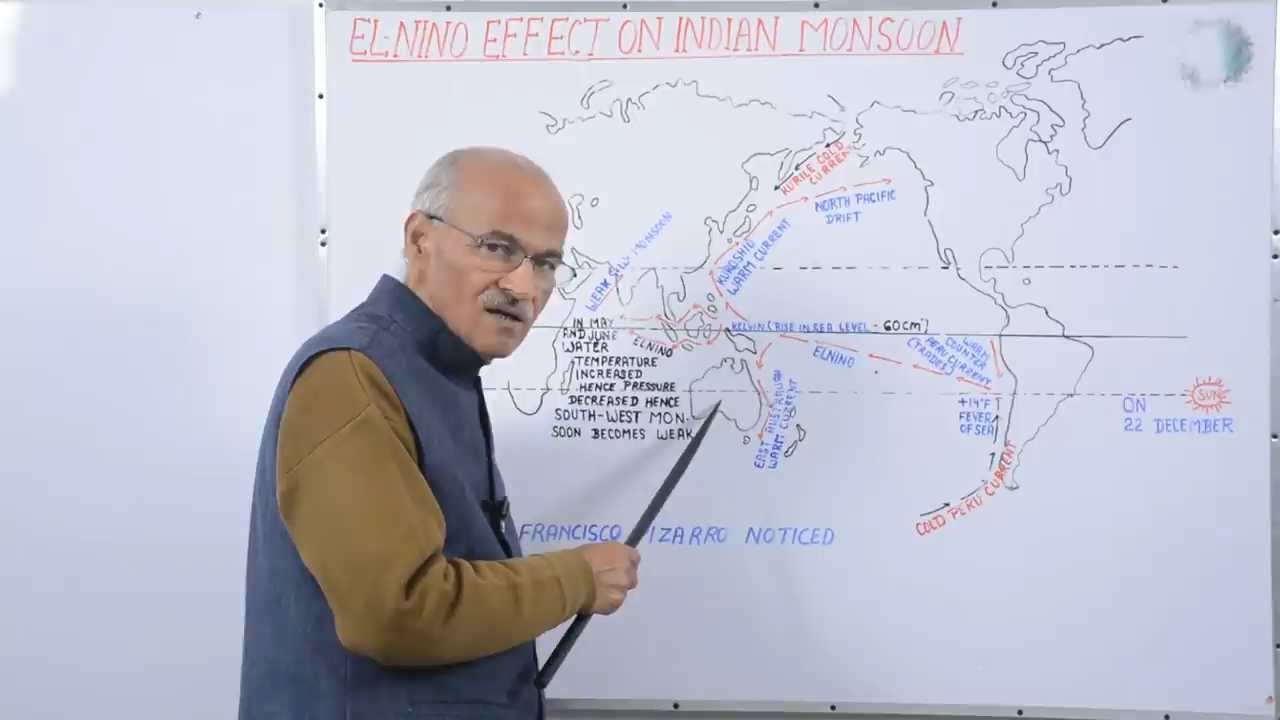 EL-NINO EFFECT ON INDIAN MONSOON
KURILE COLD
CURRENT
NORTH PACIFIC
DRIFT
KUROSHIO
WARM CURRENT
WEAK S.W. MONSOON
KELVIN (RISE IN SEA LEVEL - 60cm)
IN MAY
AND JUNE
WATER
TEMPERATURE
INCREASED
HENCE PRESSURE
DECREASED HENCE
SOUTH-WEST MON-
SOON BECOMES WEAK
ELNINO
ELNINO
WARM
COUNTER
PERU CURRENT
(TRADES)
EAST AUSTRALIA
WARM CURRENT
+14°F
FEVER
OF SEA
SUN
ON
22 DECEMBER
COLD PERU CURRENT
FRANCISCO IZARRO NOTICED